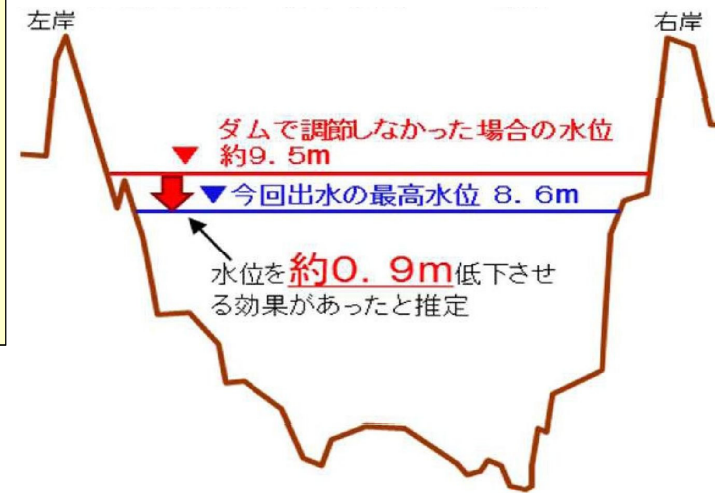 左岸
右岸
ダムで調節しなかった場合の水位
約9.5m
今回出水の最高水位 8.6m
水位を約0.9m低下させ
る効果があったと推定